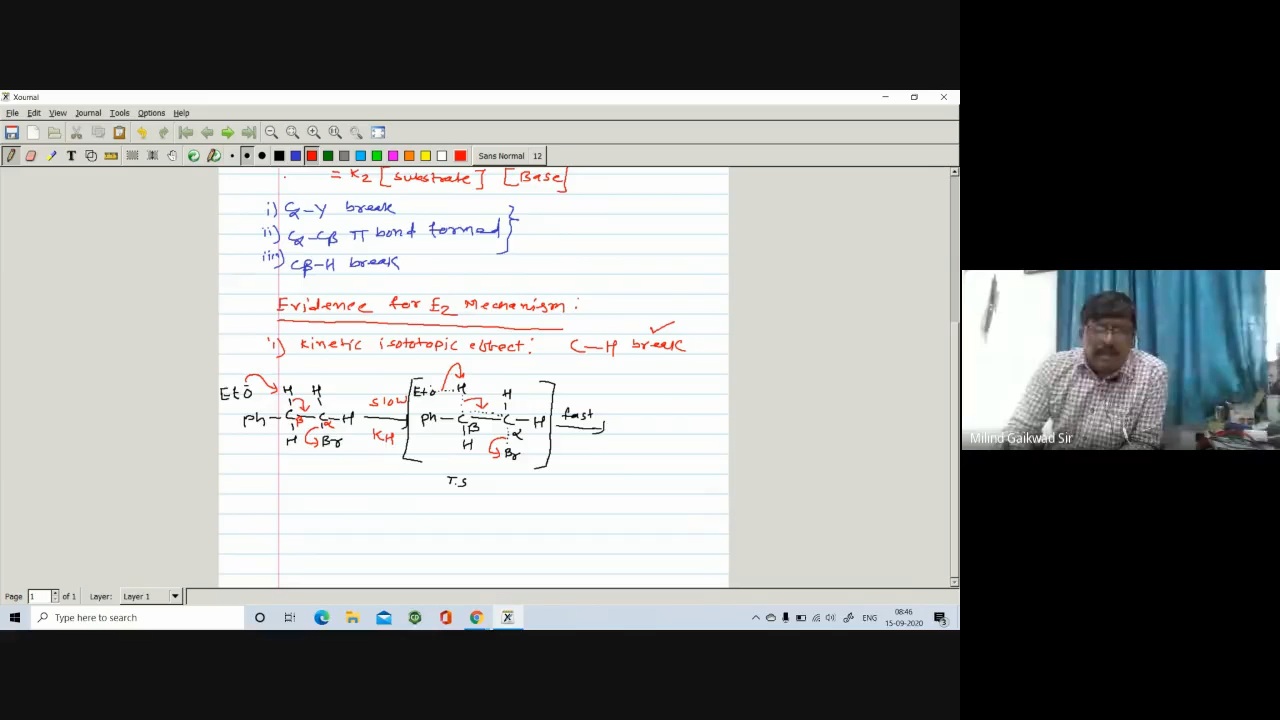 Xournal
File Edit View Journal Tools Options Help
Sans Normal 12
= K2 [substrate] [Base]
i) Cα–Y break
ii) Cα–Cβ π bond formed
iii) Cβ–H break
Evidence for E2 Mechanism :
i) Kinetic isototopic effect : C–H break
EtO H H slow EtO H H fast
Ph–C–C–H KH Ph–C=C–H
β α β α
H Br H Br
T.S
Milind Gaikwad Sir
Page 1 of 1 Layer: Layer 1
Type here to search
ENG
08:46
15-09-2020
3